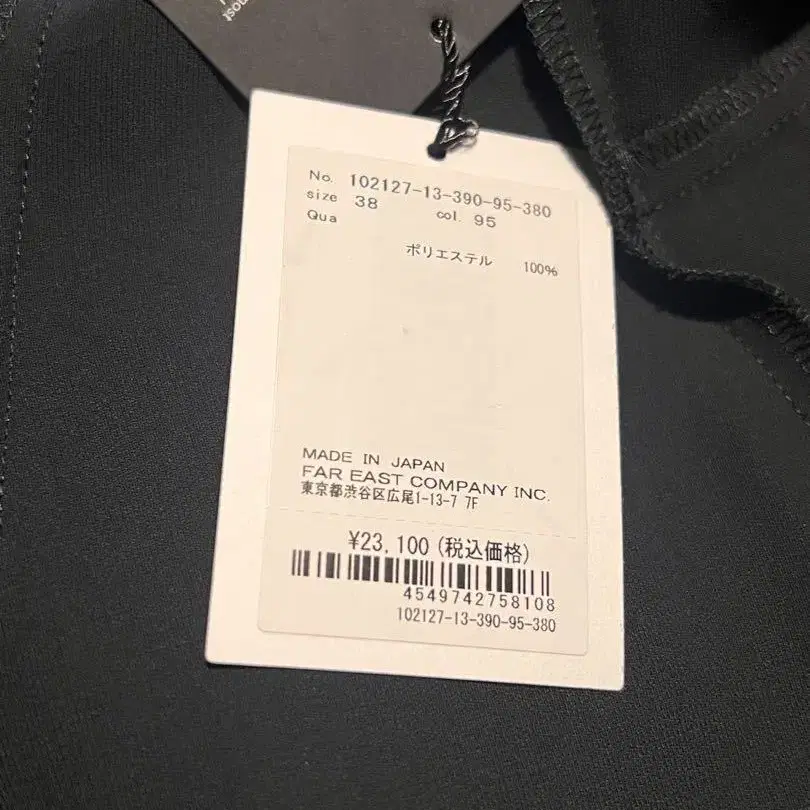 most
No. 102127-13-390-95-380
size 38 col. 95
Qua
ポリエステル 100%
MADE IN JAPAN
FAR EAST COMPANY INC.
東京都渋谷区広尾1-13-7 7F
¥23,100 (税込価格)
4549742758108
102127-13-390-95-380